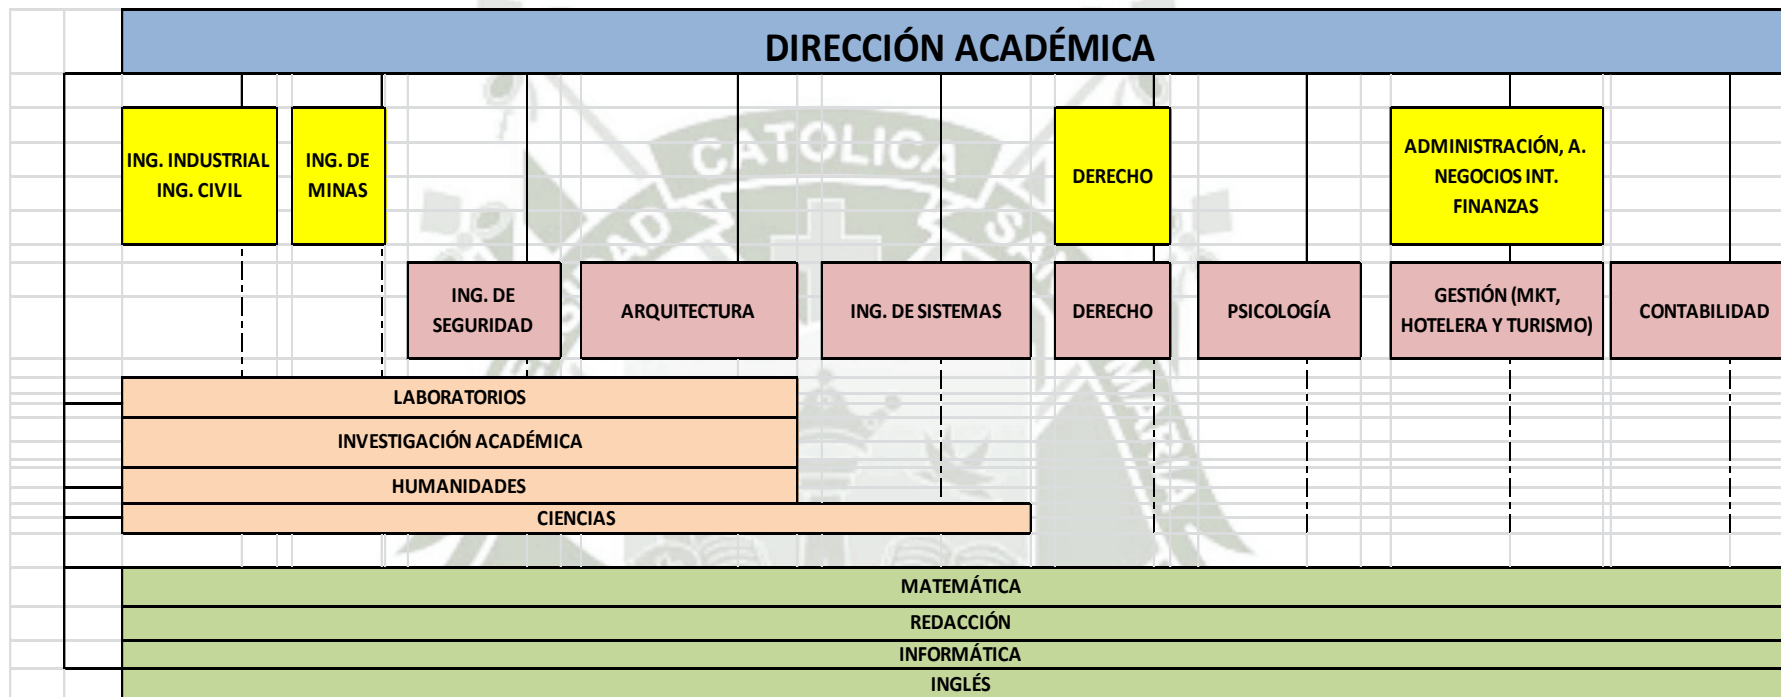 DIRECCIÓN ACADÉMICA
ING. INDUSTRIAL
ING. CIVIL
ING. DE
MINAS
DERECHO
ADMINISTRACIÓN, A.
NEGOCIOS INT.
FINANZAS
ING. DE
SEGURIDAD
ARQUITECTURA
ING. DE SISTEMAS
DERECHO
PSICOLOGÍA
GESTIÓN (MKT,
HOTELERA Y TURISMO)
CONTABILIDAD
LABORATORIOS
INVESTIGACIÓN ACADÉMICA
HUMANIDADES
CIENCIAS
MATEMÁTICA
REDACCIÓN
INFORMÁTICA
INGLÉS
CATOLICA